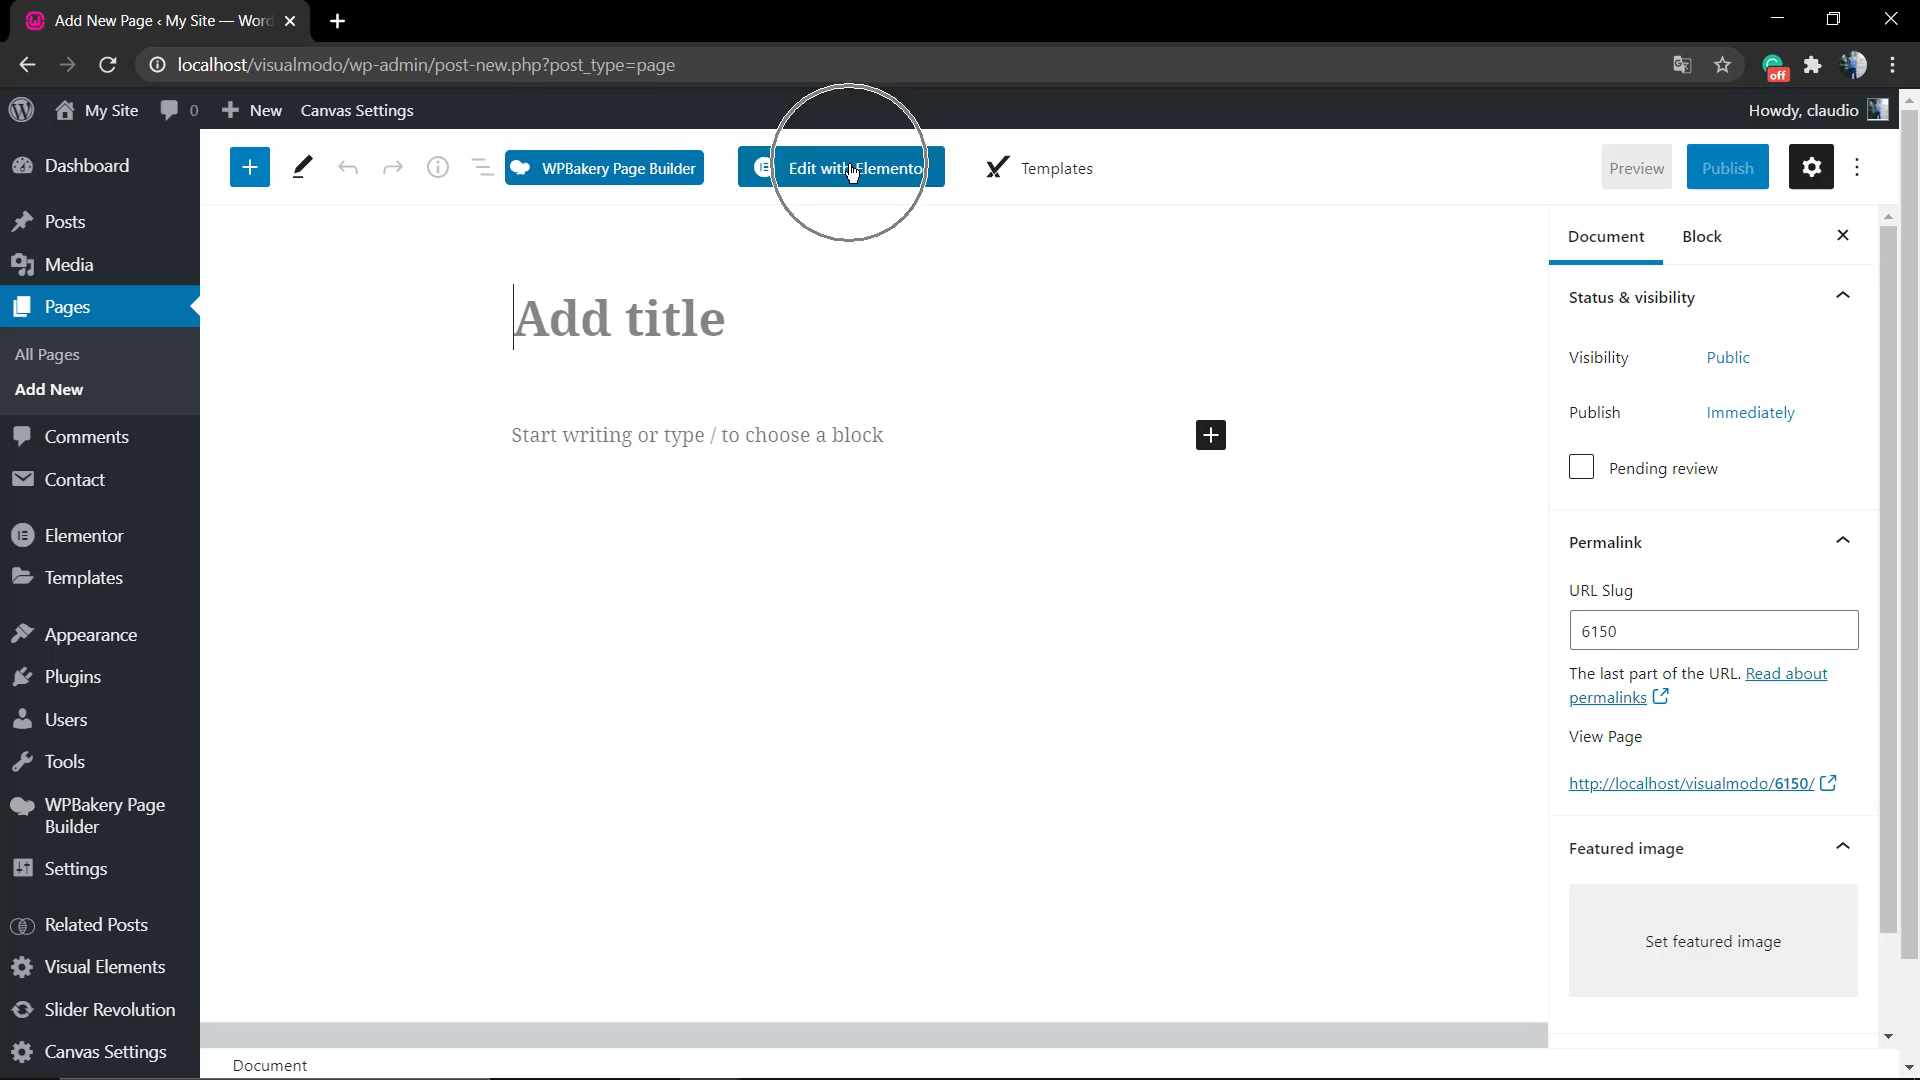 Add New Page ‹ My Site — Word
localhost/visualmodo/wp-admin/post-new.php?post_type=page
off
My Site
0
New
Canvas Settings
Howdy, claudio
Dashboard
Posts
Media
Pages
All Pages
Add New
Comments
Contact
Elementor
Templates
Appearance
Plugins
Users
Tools
WPBakery Page
Builder
Settings
Related Posts
Visual Elements
Slider Revolution
Canvas Settings
WPBakery Page Builder
Edit with Elementor
Templates
Preview
Publish
Add title
Start writing or type / to choose a block
Document
Block
Status & visibility
Visibility
Public
Publish
Immediately
Pending review
Permalink
URL Slug
6150
The last part of the URL. Read about
permalinks
View Page
http://localhost/visualmodo/6150/
Featured image
Set featured image
Document